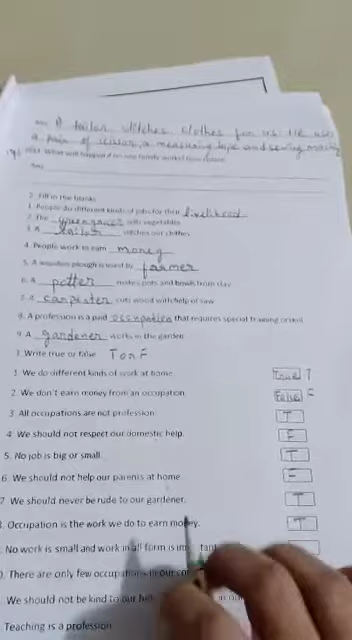 Ans. A tailor stitches clothes for us. He uses
a pair of scissor, a measuring tape and sewing machine
What will happen if no one
Ans.
2. Fill in the blanks
1. People do different kinds of jobs for their livelihood
2. The greengrocer sells vegetables
3. A tailor stitches our clothes
4. People work to earn money
5. A wooden plough is used by farmer
6. A potter makes pots and bowls from clay
7. A carpenter cuts wood with help of saw
8. A profession is a paid occupation that requires special training or skill
9. A gardener works in the garden
3. Write true or false T or F
1. We do different kinds of work at home. True T
2. We don't earn money from an occupation. False F
3. All occupations are not profession. T
4. We should not respect our domestic help. F
5. No job is big or small. T
6. We should not help our parents at home. F
7. We should never be rude to our gardener. T
8. Occupation is the work we do to earn money. T
No work is small and work in all form is
There are only few occupations in our
We should not be kind to our
Teaching is a profession